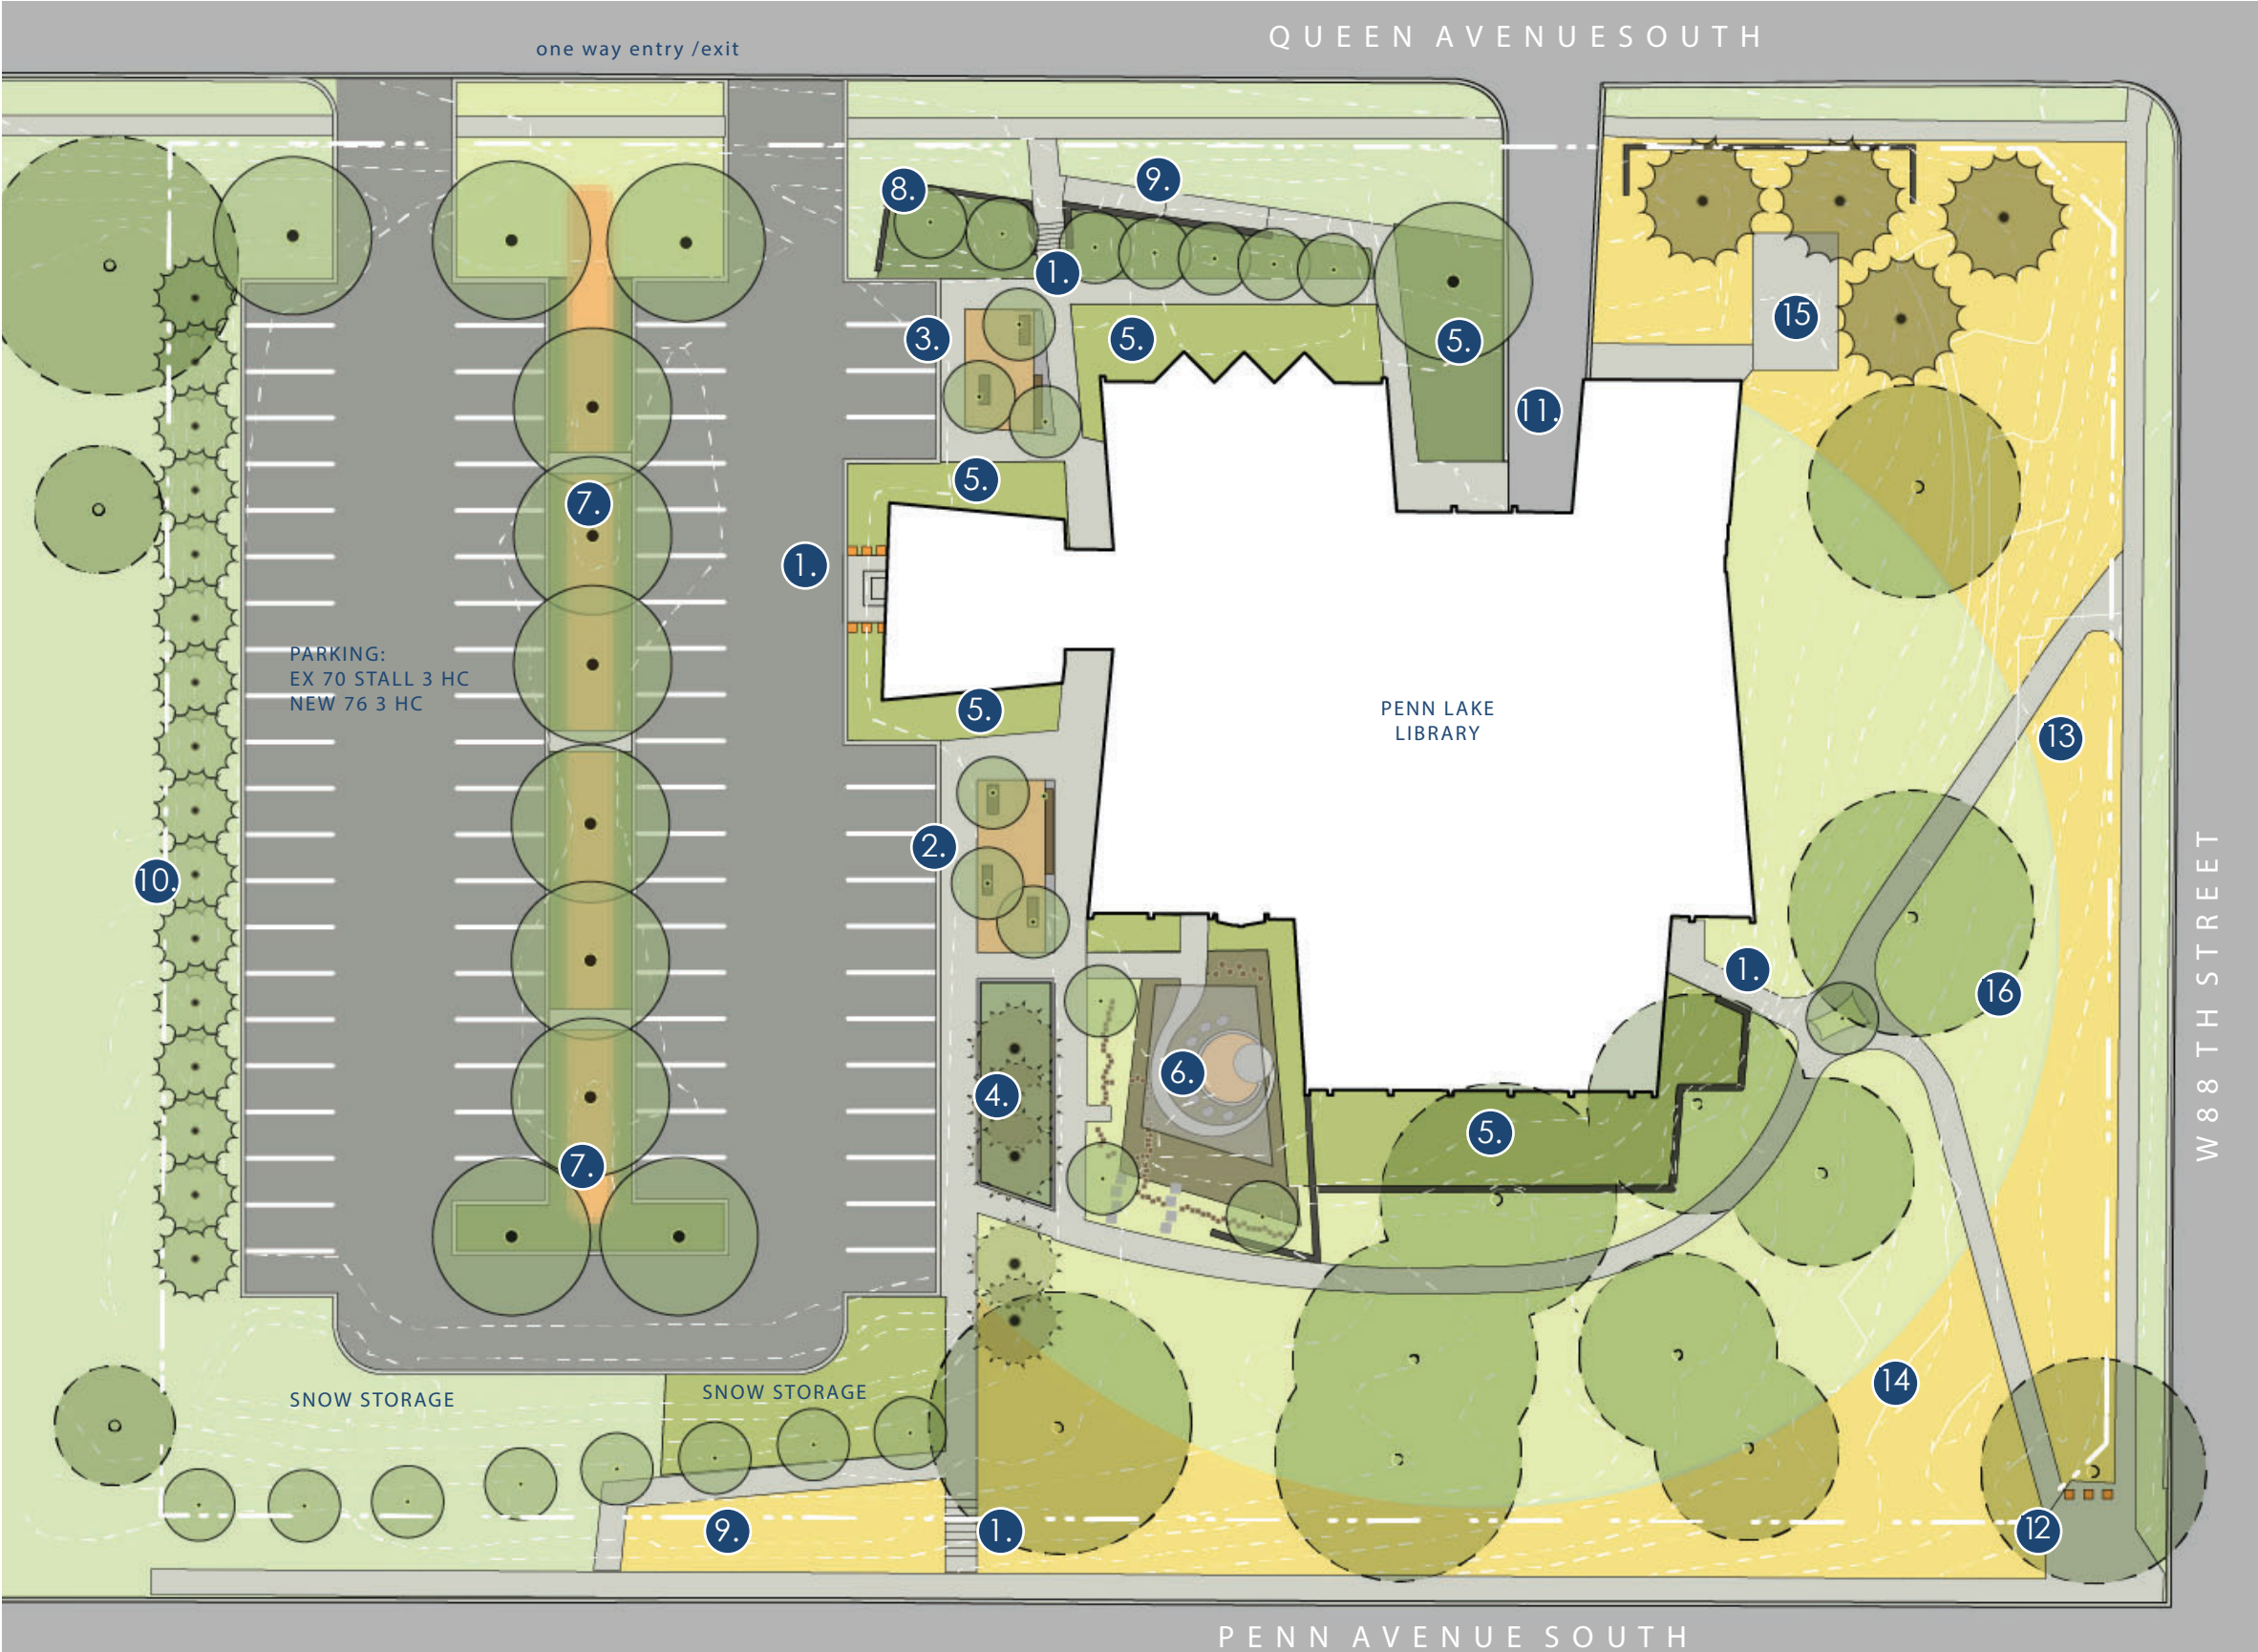 QUEEN AVENUESOUTH
one way entry /exit
8.
9.
1.
3.
5.
5.
15
11.
5.
7.
1.
PARKING:
EX 70 STALL 3 HC
NEW 76 3 HC
5.
PENN LAKE
LIBRARY
13
2.
10.
W88TH STREET
1.
16
6.
4.
5.
7.
SNOW STORAGE
SNOW STORAGE
14
9.
1.
12
PENN AVENUE SOUTH